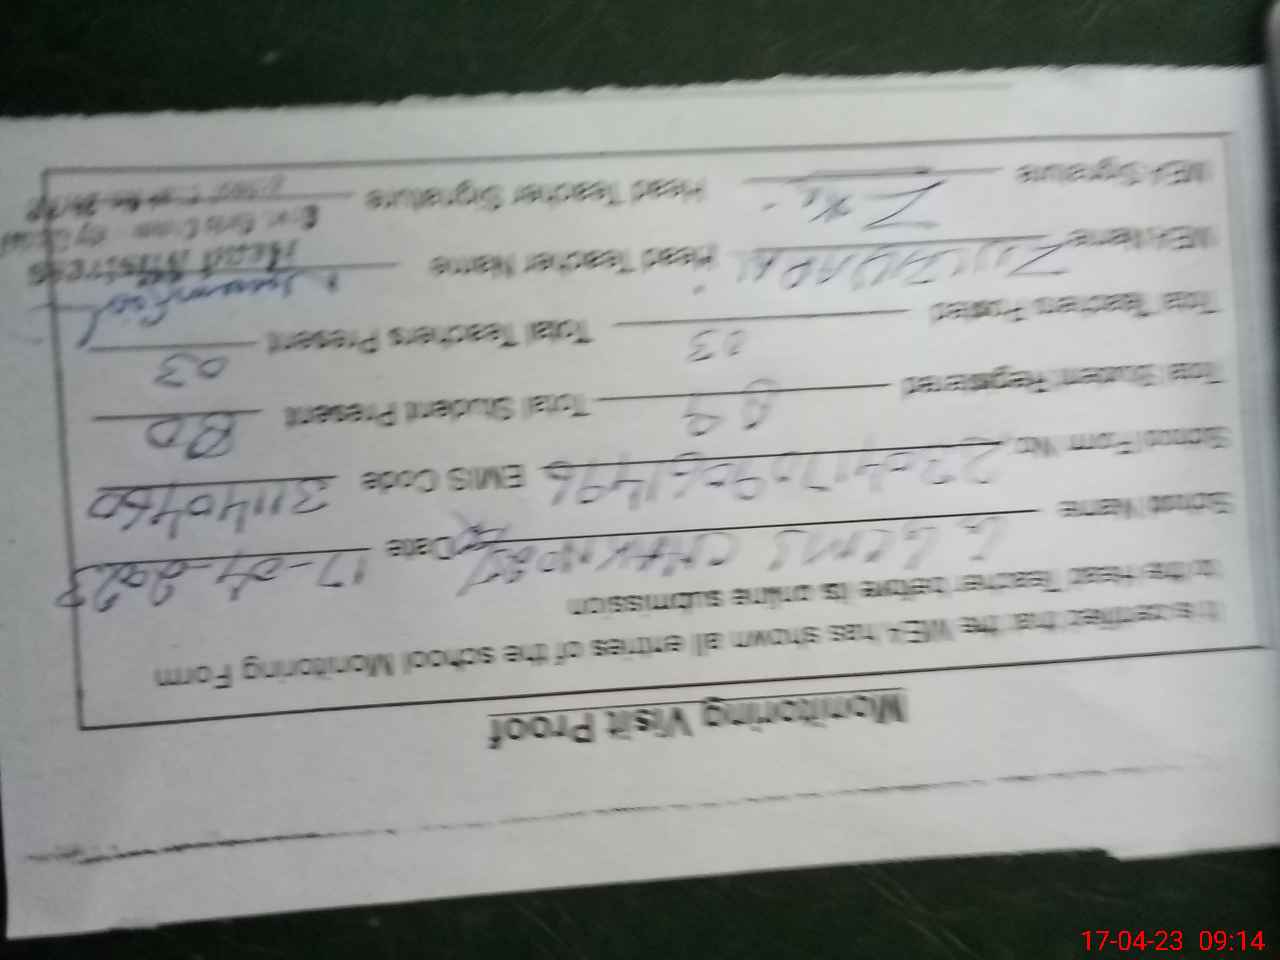 Monitoring Visit Proof
It is certified that the MEA has shown all entries of the school Monitoring Form
to the Head Teacher before its online submission
School Name CHAK NO Date 17-04-2023
School Form No EMIS Code 31140460
Total Student Registered 89 Total Student Present 80
Total Teachers Posted 03 Total Teachers Present 03
MEA Name Head Teacher Name
Head Mistress
MEA Signature Head Teacher Signature
17-04-23 09:14